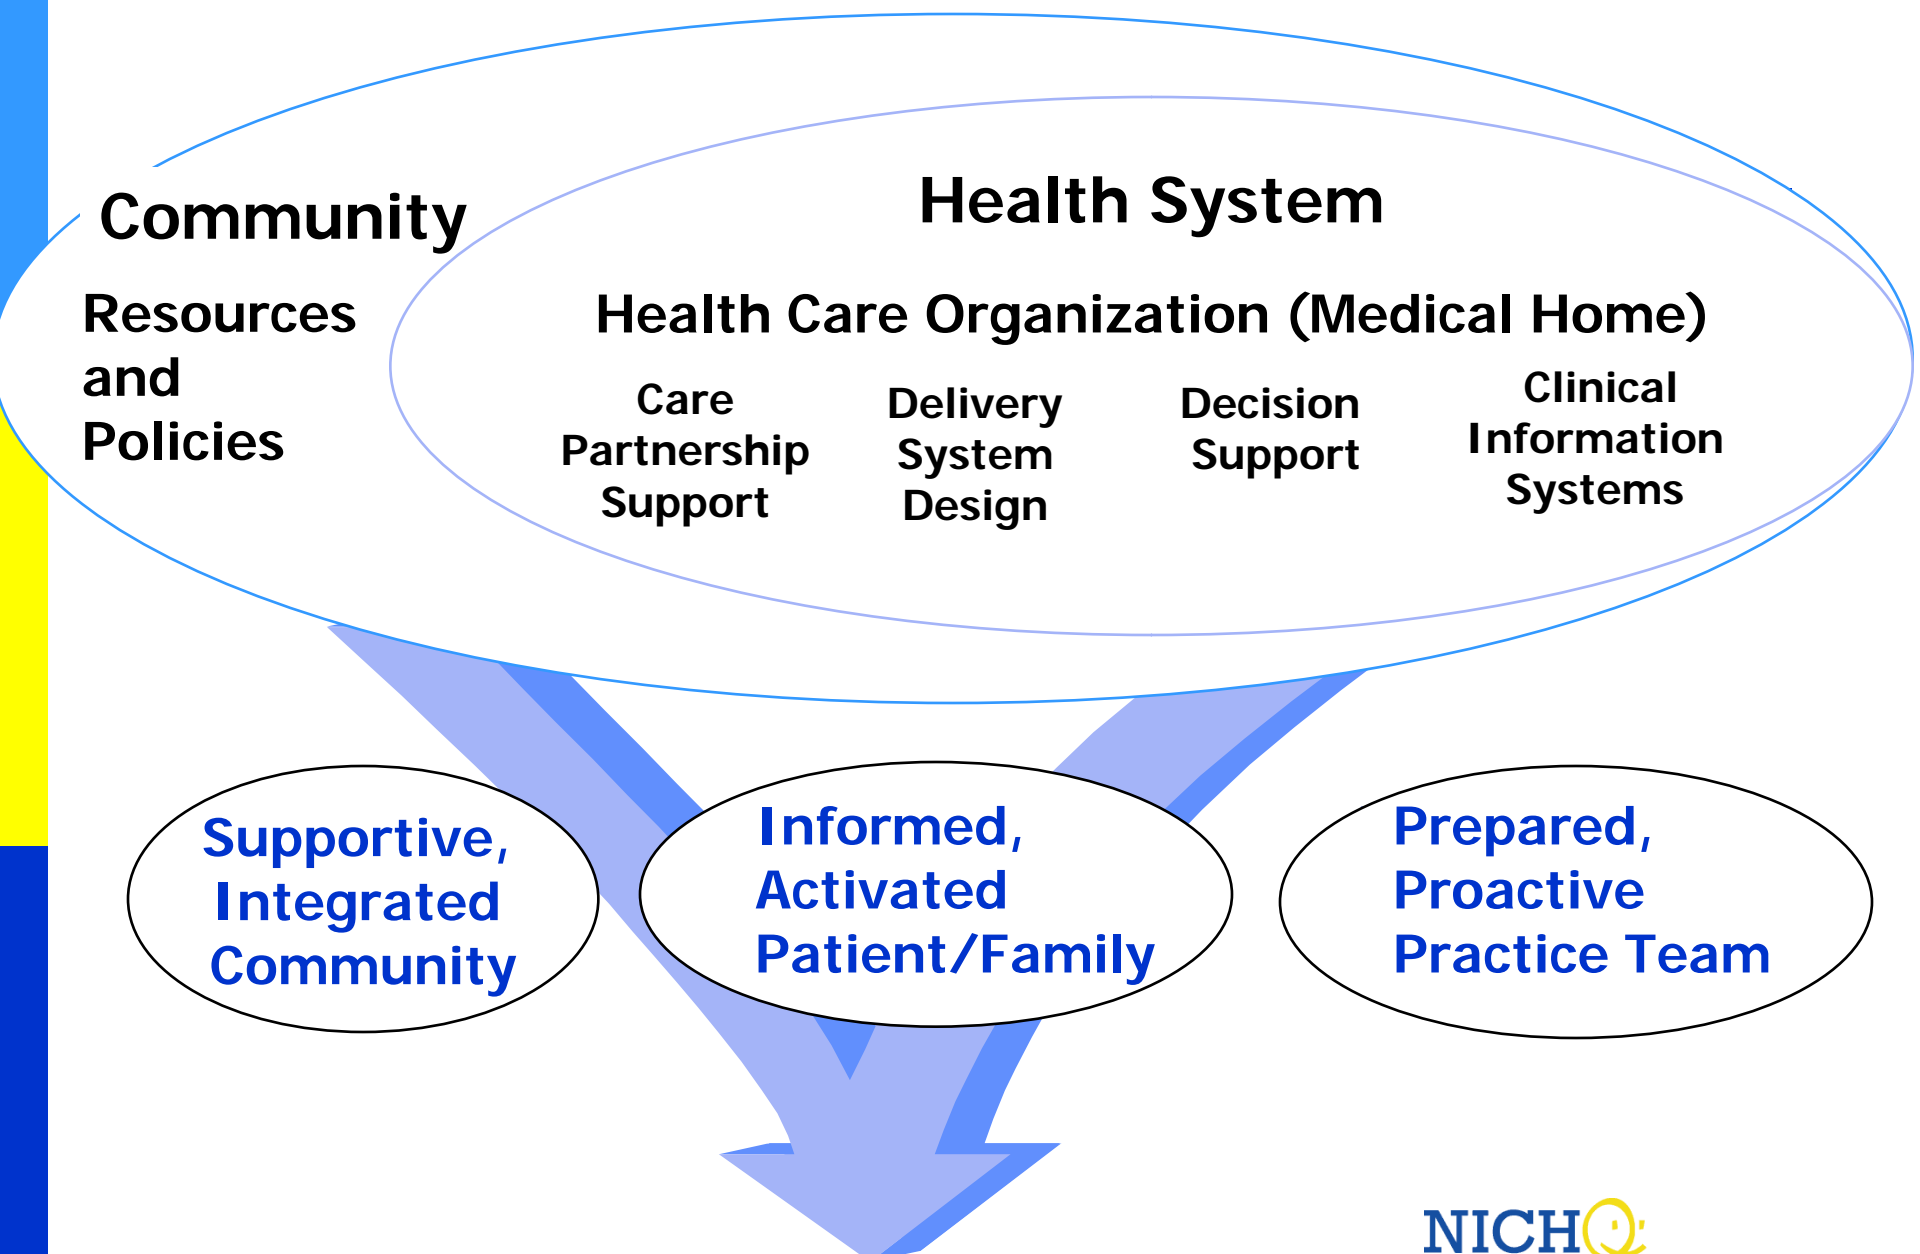 Community
Resources
and
Policies
Health System
Health Care Organization (Medical Home)
Care
Partnership
Support
Delivery
System
Design
Decision
Support
Clinical
Information
Systems
Supportive,
Integrated
Community
Informed,
Activated
Patient/Family
Prepared,
Proactive
Practice Team
NICHQ